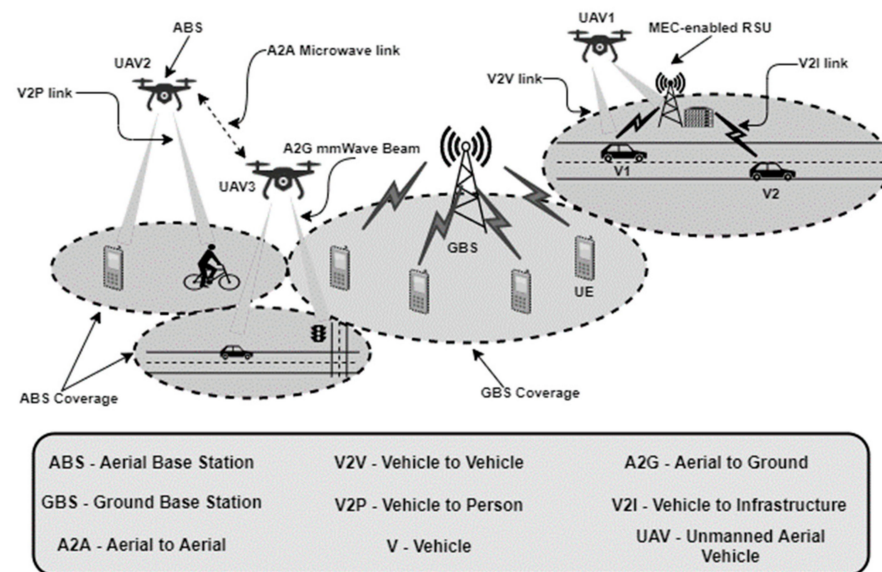 ABS
UAV2
A2A Microwave link
V2P link
UAV1
MEC-enabled RSU
V2V link
V2I link
A2G mmWave Beam
UAV3
V1
V2
GBS
UE
ABS Coverage
GBS Coverage
ABS - Aerial Base Station
V2V - Vehicle to Vehicle
A2G - Aerial to Ground
GBS - Ground Base Station
V2P - Vehicle to Person
V2I - Vehicle to Infrastructure
A2A - Aerial to Aerial
V - Vehicle
UAV - Unmanned Aerial
Vehicle